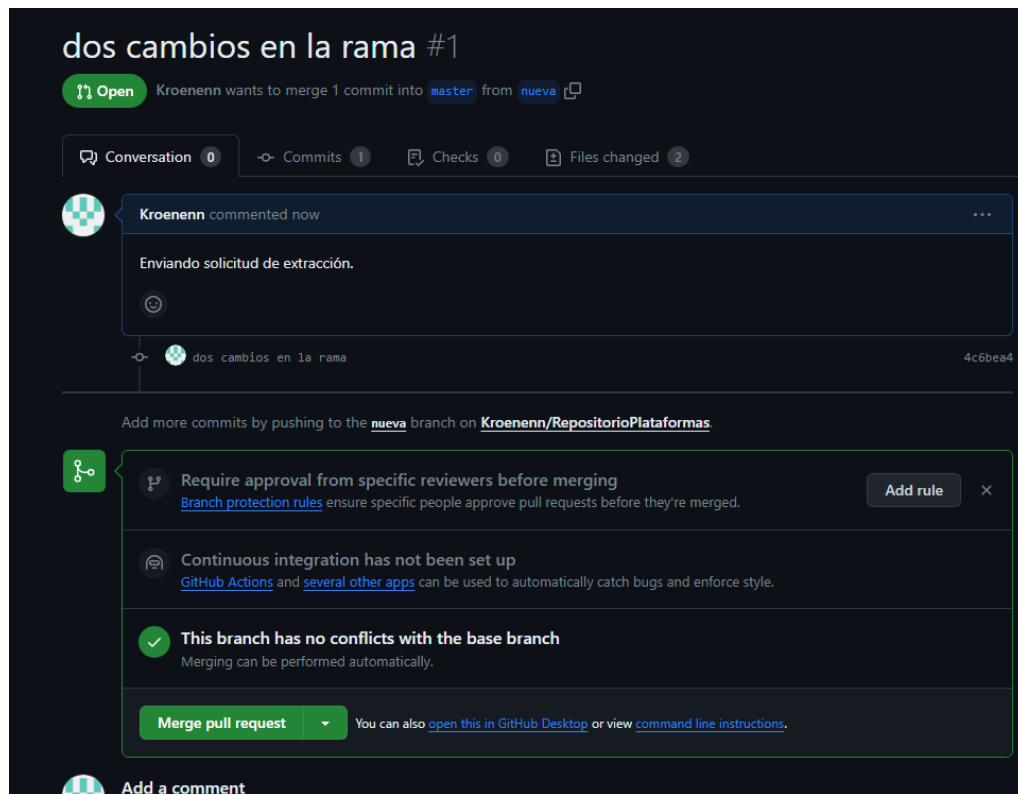 dos cambios en la rama #1
Open Kroenenn wants to merge 1 commit into master from nueva
Conversation 0 Commits 1 Checks 0 Files changed 2
Kroenenn commented now
Enviando solicitud de extracción.
dos cambios en la rama 4c6bea4
Add more commits by pushing to the nueva branch on Kroenenn/RepositorioPlataformas.
Require approval from specific reviewers before merging
Branch protection rules ensure specific people approve pull requests before they're merged.
Add rule
Continuous integration has not been set up
GitHub Actions and several other apps can be used to automatically catch bugs and enforce style.
This branch has no conflicts with the base branch
Merging can be performed automatically.
Merge pull request You can also open this in GitHub Desktop or view command line instructions.
Add a comment